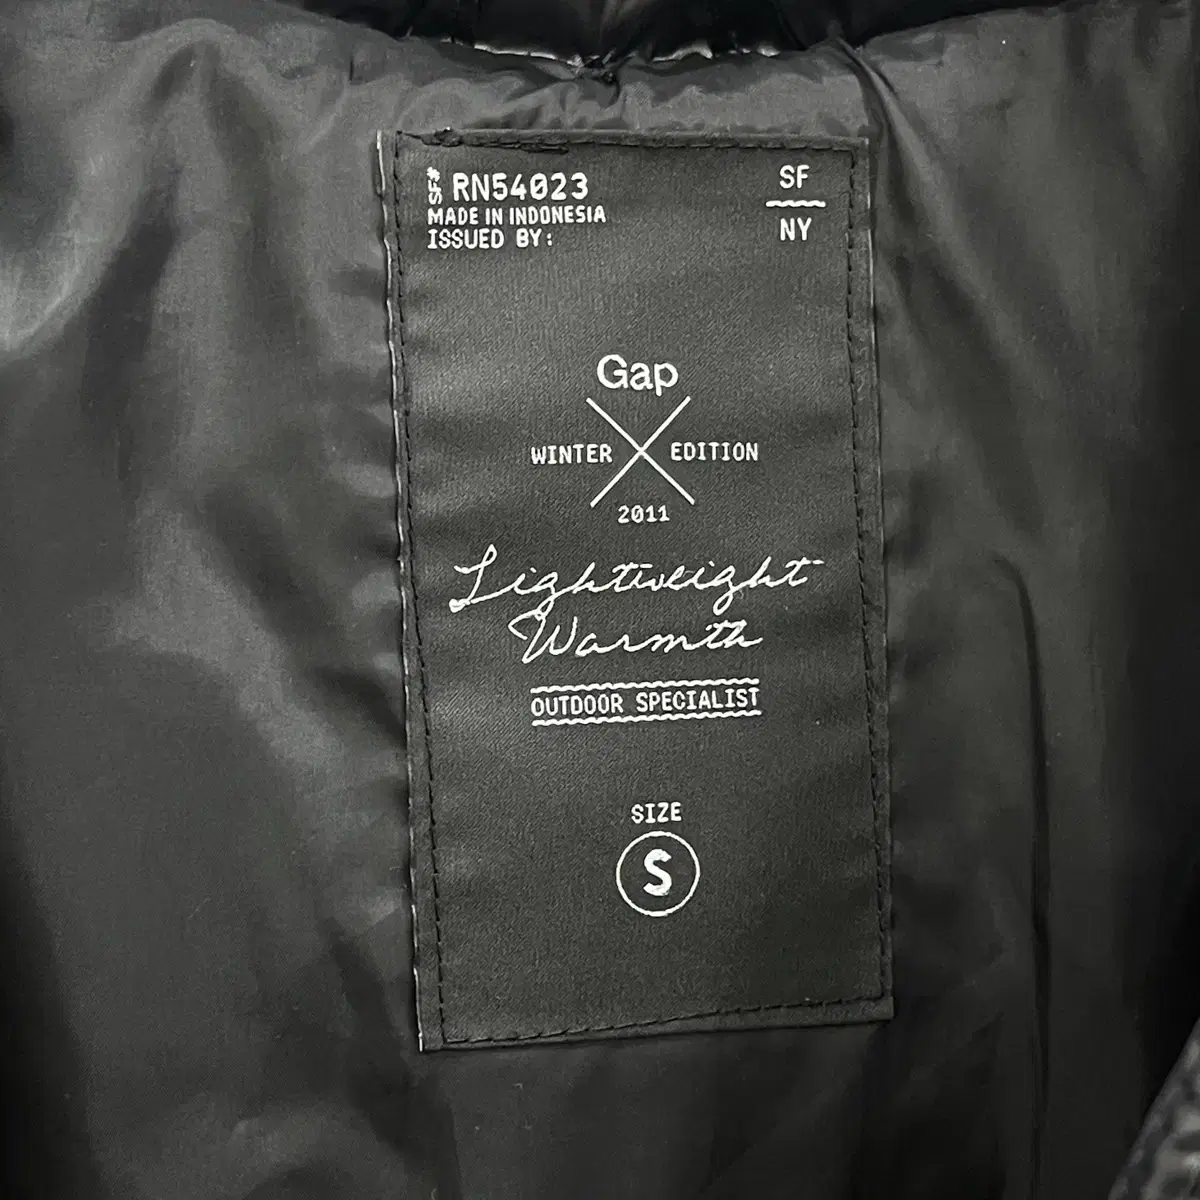 SF# RN54023
MADE IN INDONESIA
ISSUED BY:
SF
NY
Gap
WINTER EDITION
2011
Lightweight
Warmth
OUTDOOR SPECIALIST
SIZE
S